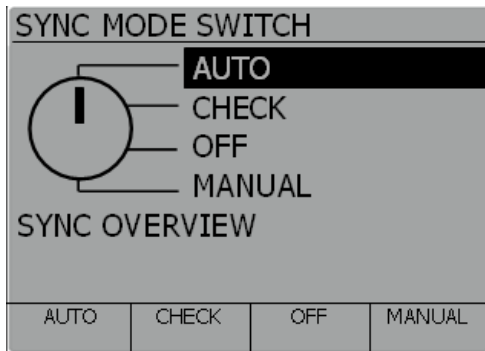 SYNC MODE SWITCH
AUTO
CHECK
OFF
MANUAL
SYNC OVERVIEW
AUTO CHECK OFF MANUAL